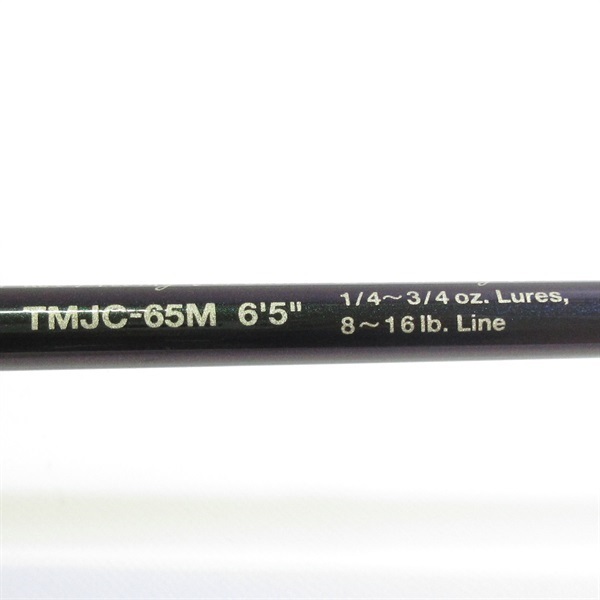 TMJC-65M 6'5" 1/4~3/4 oz. Lures,
8~16 lb. Line